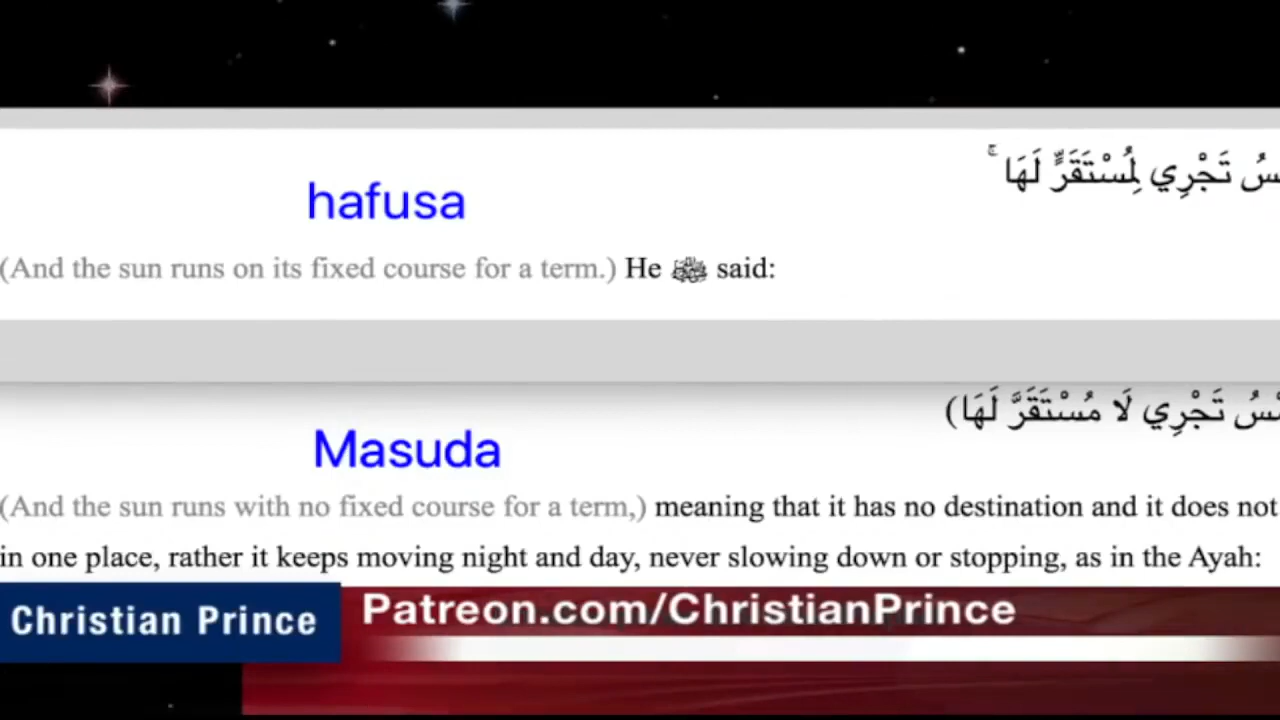 تَجْرِي لِمُسْتَقَرٍّ لَهَا ۚ
hafusa
(And the sun runs on its fixed course for a term.) He ﷺ said:
تَجْرِي لَا مُسْتَقَرَّ لَهَا)
Masuda
(And the sun runs with no fixed course for a term,) meaning that it has no destination and it does not
in one place, rather it keeps moving night and day, never slowing down or stopping, as in the Ayah:
Christian Prince
Patreon.com/ChristianPrince